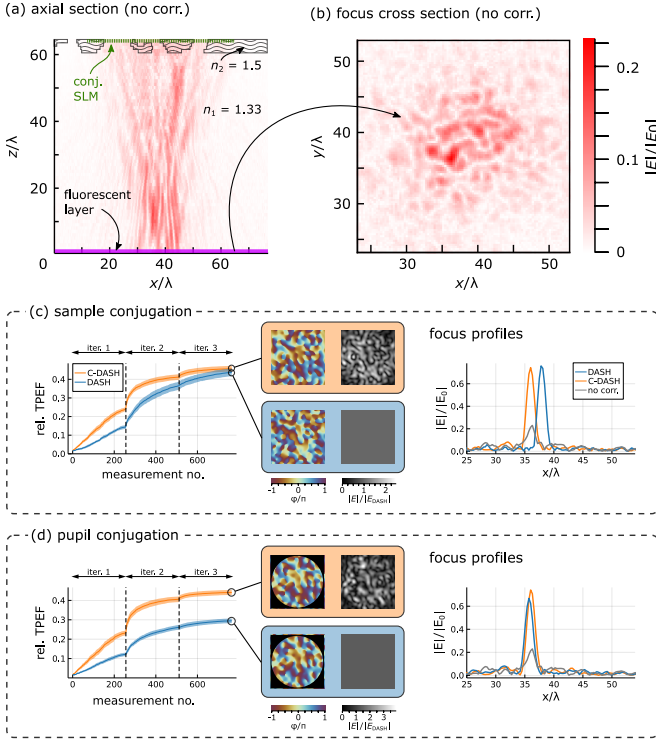 (a) axial section (no corr.)
60
40
20
0
z/λ
conj.
SLM
n2 = 1.5
n1 = 1.33
fluorescent
layer
0
20
40
60
x/λ
(b) focus cross section (no corr.)
50
40
30
y/λ
30
40
50
x/λ
0.2
0.1
0
|E|/|E0|
(c) sample conjugation
iter. 1
iter. 2
iter. 3
C-DASH
DASH
0.4
0.3
0.2
0.1
0.0
rel. TPEF
0
200
400
600
measurement no.
-1
0
1
φ/π
0
2
|E|/|EDASH|
focus profiles
DASH
C-DASH
no corr.
0.6
0.4
0.2
0.0
|E|/|E0|
25
30
35
40
45
50
x/λ
(d) pupil conjugation
iter. 1
iter. 2
iter. 3
0.4
0.3
0.2
0.1
rel. TPEF
0
200
400
600
measurement no.
-1
0
1
φ/π
0
1
2
3
|E|/|EDASH|
focus profiles
0.6
0.4
0.2
0.0
|E|/|E0|
25
30
35
40
45
50
x/λ